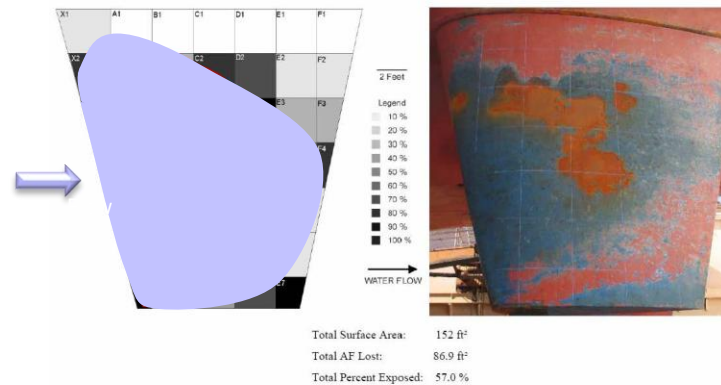 X1 A1 B1 C1 D1 E1 F1
X2 C2 D2 E2 F2
E3 F3
F4
E7
2 Feet
Legend
10 %
20 %
30 %
40 %
50 %
60 %
70 %
80 %
90 %
100 %
WATER FLOW
Total Surface Area: 152 ft²
Total AF Lost: 86.9 ft²
Total Percent Exposed: 57.0 %